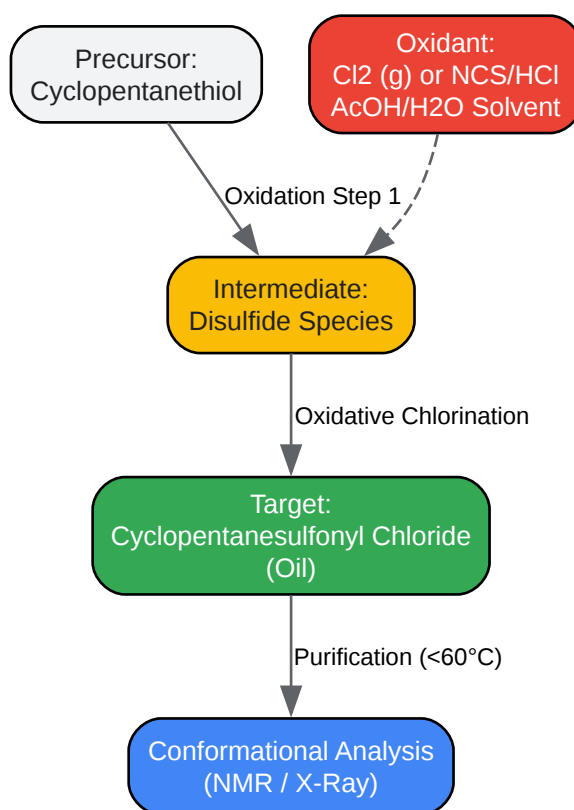 Precursor:
Cyclopentanethiol
Oxidant:
Cl2 (g) or NCS/HCl
AcOH/H2O Solvent
Oxidation Step 1
Intermediate:
Disulfide Species
Oxidative Chlorination
Target:
Cyclopentanesulfonyl Chloride
(Oil)
Purification (<60°C)
Conformational Analysis
(NMR / X-Ray)